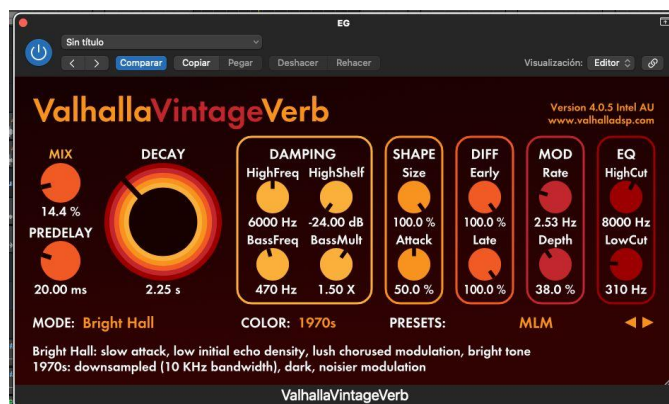 EG
Sin título
Comparar Copiar Pegar Deshacer Rehacer Visualización: Editor
ValhallaVintageVerb
Version 4.0.5 Intel AU
www.valhalladsp.com
MIX DECAY DAMPING SHAPE DIFF MOD EQ
HighFreq HighShelf Size Early Rate HighCut
14.4 % 6000 Hz -24.00 dB 100.0 % 100.0 % 2.53 Hz 8000 Hz
PREDELAY BassFreq BassMult Attack Late Depth LowCut
20.00 ms 2.25 s 470 Hz 1.50 X 50.0 % 100.0 % 38.0 % 310 Hz
MODE: Bright Hall COLOR: 1970s PRESETS: MLM
Bright Hall: slow attack, low initial echo density, lush chorused modulation, bright tone
1970s: downsampled (10 KHz bandwidth), dark, noisier modulation
ValhallaVintageVerb